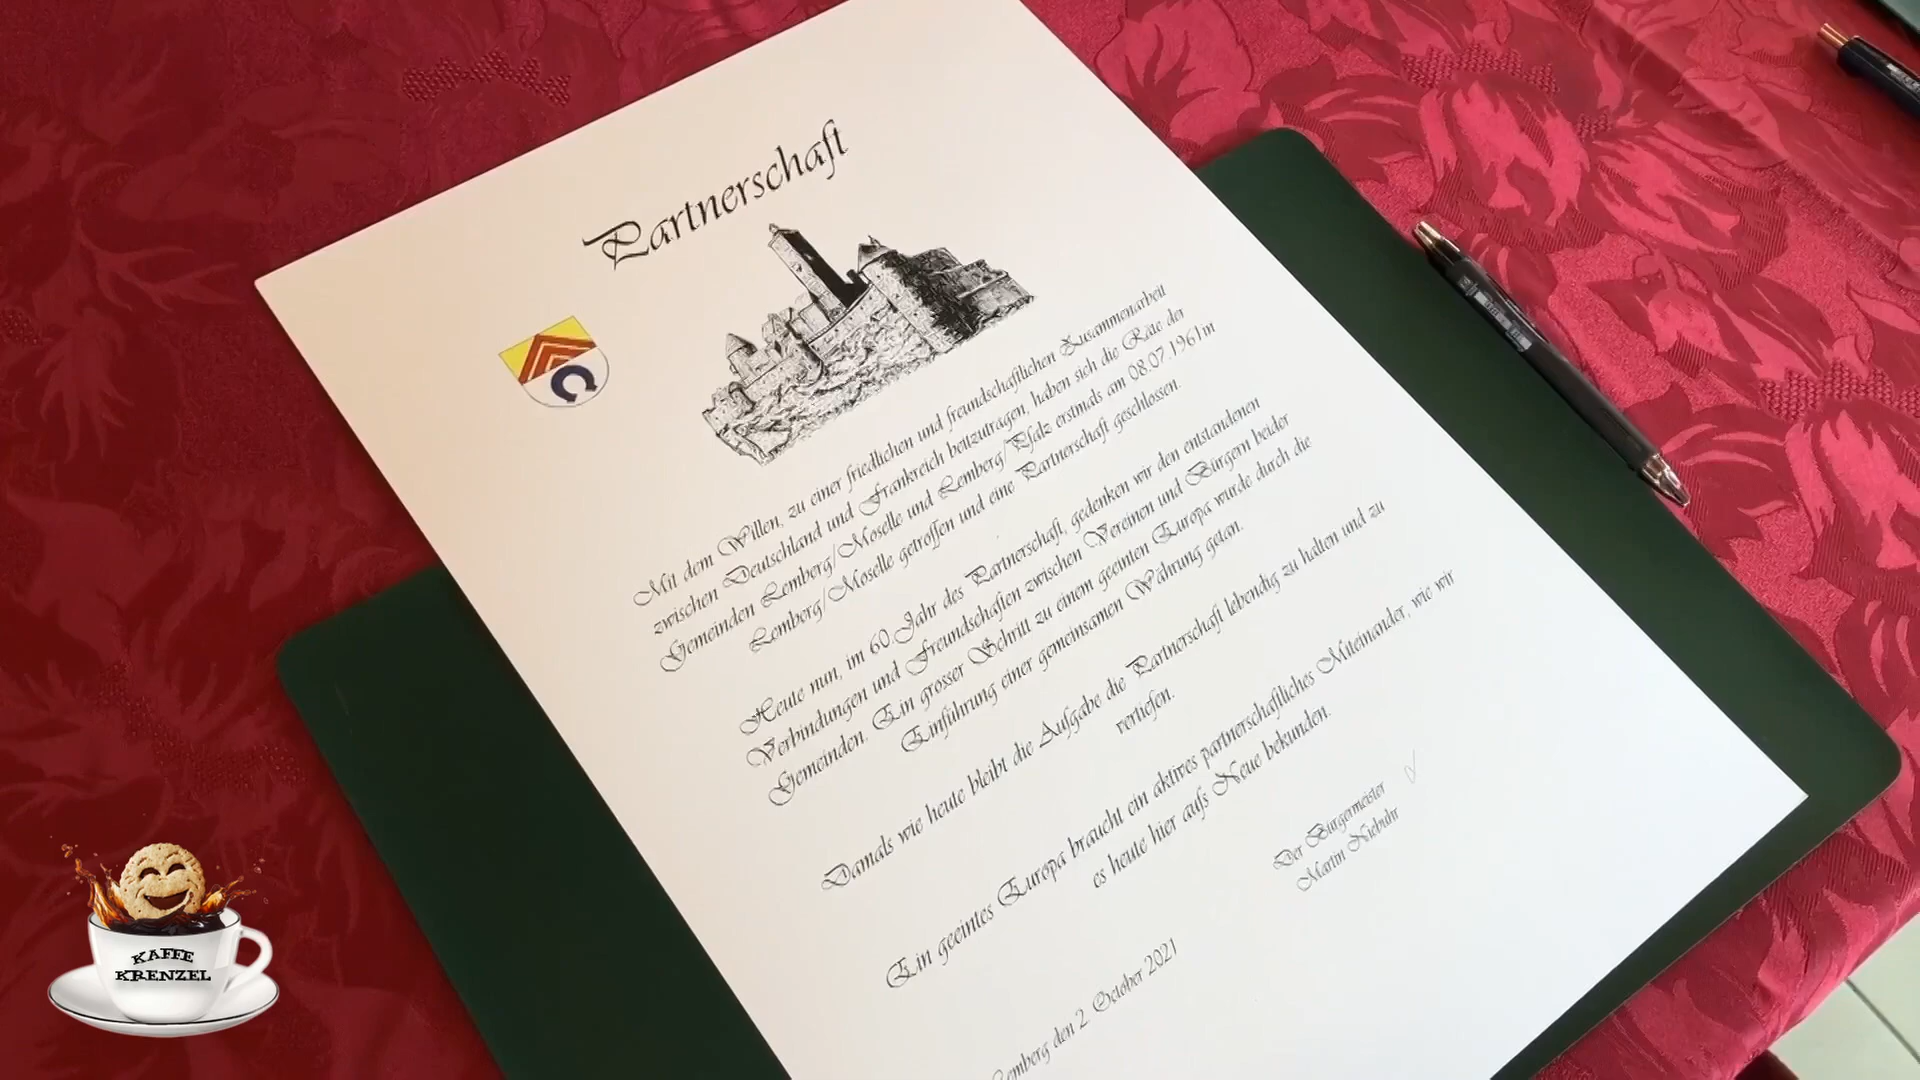 Partnerschaft
Mit dem Willen, zu einer friedlichen und freundschaftlichen Zusammenarbeit
zwischen Deutschland und Frankreich beitzutragen, haben sich die Räte der
Gemeinden Lemberg/Moselle und Lemberg/Pfalz erstmals am 08.07.1961in
Lemberg/Moselle getroffen und eine Partnerschaft geschlossen.
Heute nun, im 60.Jahr des Partnerschaft, gedenken wir den entstandenen
Verbindungen und Freundschaften zwischen Vereinen und Bürgern beider
Gemeinden. Ein grosser Schritt zu einem geeinten Europa wurde durch die
Einführung einer gemeinsamen Währung getan.
Damals wie heute bleibt die Aufgabe die Partnerschaft lebendig zu halten und zu
vertiefen.
Ein geeintes Europa braucht ein aktives partnerschaftliches Miteinander, wie wir
es heute hier aufs Neue bekunden.
Der Bürgermeister
Martin Niebuhr
Lemberg den 2 October 2021
KAFFE
KRENZEL